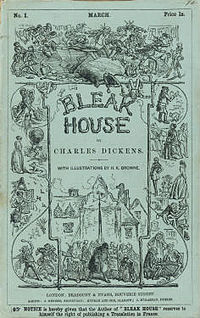 No. I. MARCH. Price 1s.
BLEAK
HOUSE
BY
CHARLES DICKENS.
WITH ILLUSTRATIONS BY H. K. BROWNE.
LONDON: BRADBURY & EVANS, BOUVERIE STREET.
NOTICE is hereby given that the Author of "BLEAK HOUSE" reserves to
himself the right of publishing a Translation in France.